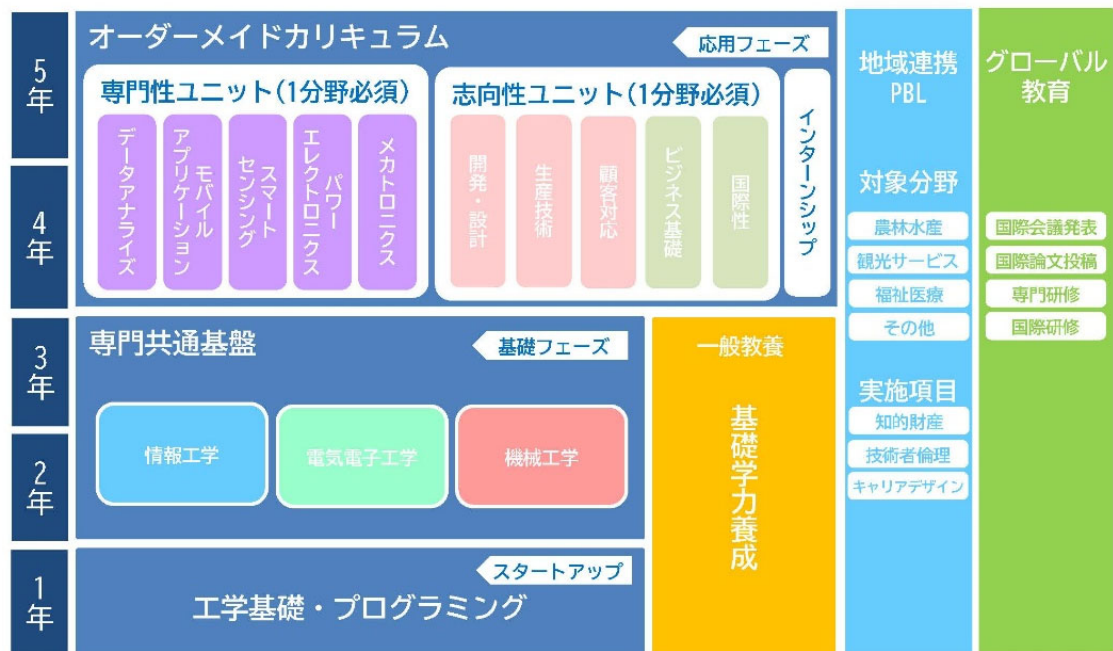 5年
4年
3年
2年
1年
オーダーメイドカリキュラム
応用フェーズ
専門性ユニット(1分野必須)
データアナライズ
モバイル
アプリケーション
スマート
センシング
パワー
エレクトロニクス
メカトロニクス
志向性ユニット(1分野必須)
開発・設計
生産技術
顧客対応
ビジネス基礎
国際性
インターンシップ
専門共通基盤
基礎フェーズ
情報工学
電気電子工学
機械工学
スタートアップ
工学基礎・プログラミング
一般教養
基礎学力養成
地域連携
PBL
対象分野
農林水産
観光サービス
福祉医療
その他
実施項目
知的財産
技術者倫理
キャリアデザイン
グローバル
教育
国際会議発表
国際論文投稿
専門研修
国際研修